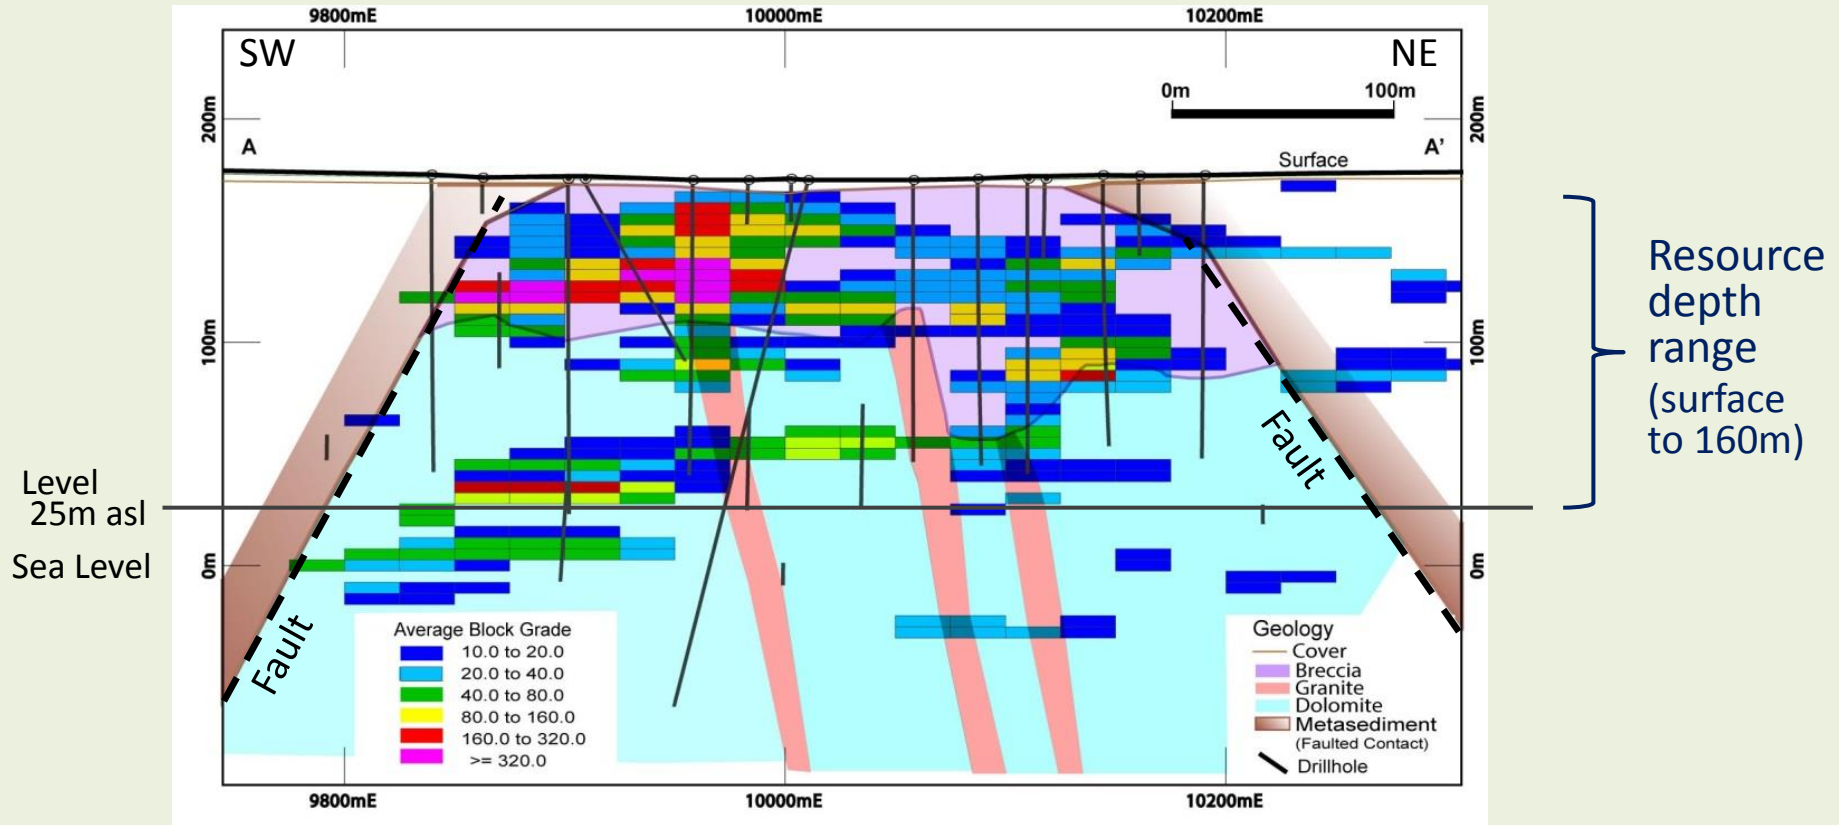 9800mE
10000mE
10200mE
SW
NE
0m
100m
200m
200m
A
A'
Surface
100m
100m
Resource
depth
range
(surface
to 160m)
Fault
Level
25m asl
Sea Level
0m
0m
Fault
Average Block Grade
10.0 to 20.0
20.0 to 40.0
40.0 to 80.0
80.0 to 160.0
160.0 to 320.0
>= 320.0
Geology
Cover
Breccia
Granite
Dolomite
Metasediment
(Faulted Contact)
Drillhole
9800mE
10000mE
10200mE